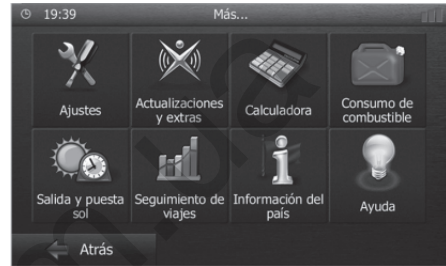 19:39 Más...
Ajustes
Actualizaciones
y extras
Calculadora
Consumo de
combustible
Salida y puesta
sol
Seguimiento de
viajes
Información del
país
Ayuda
Atrás